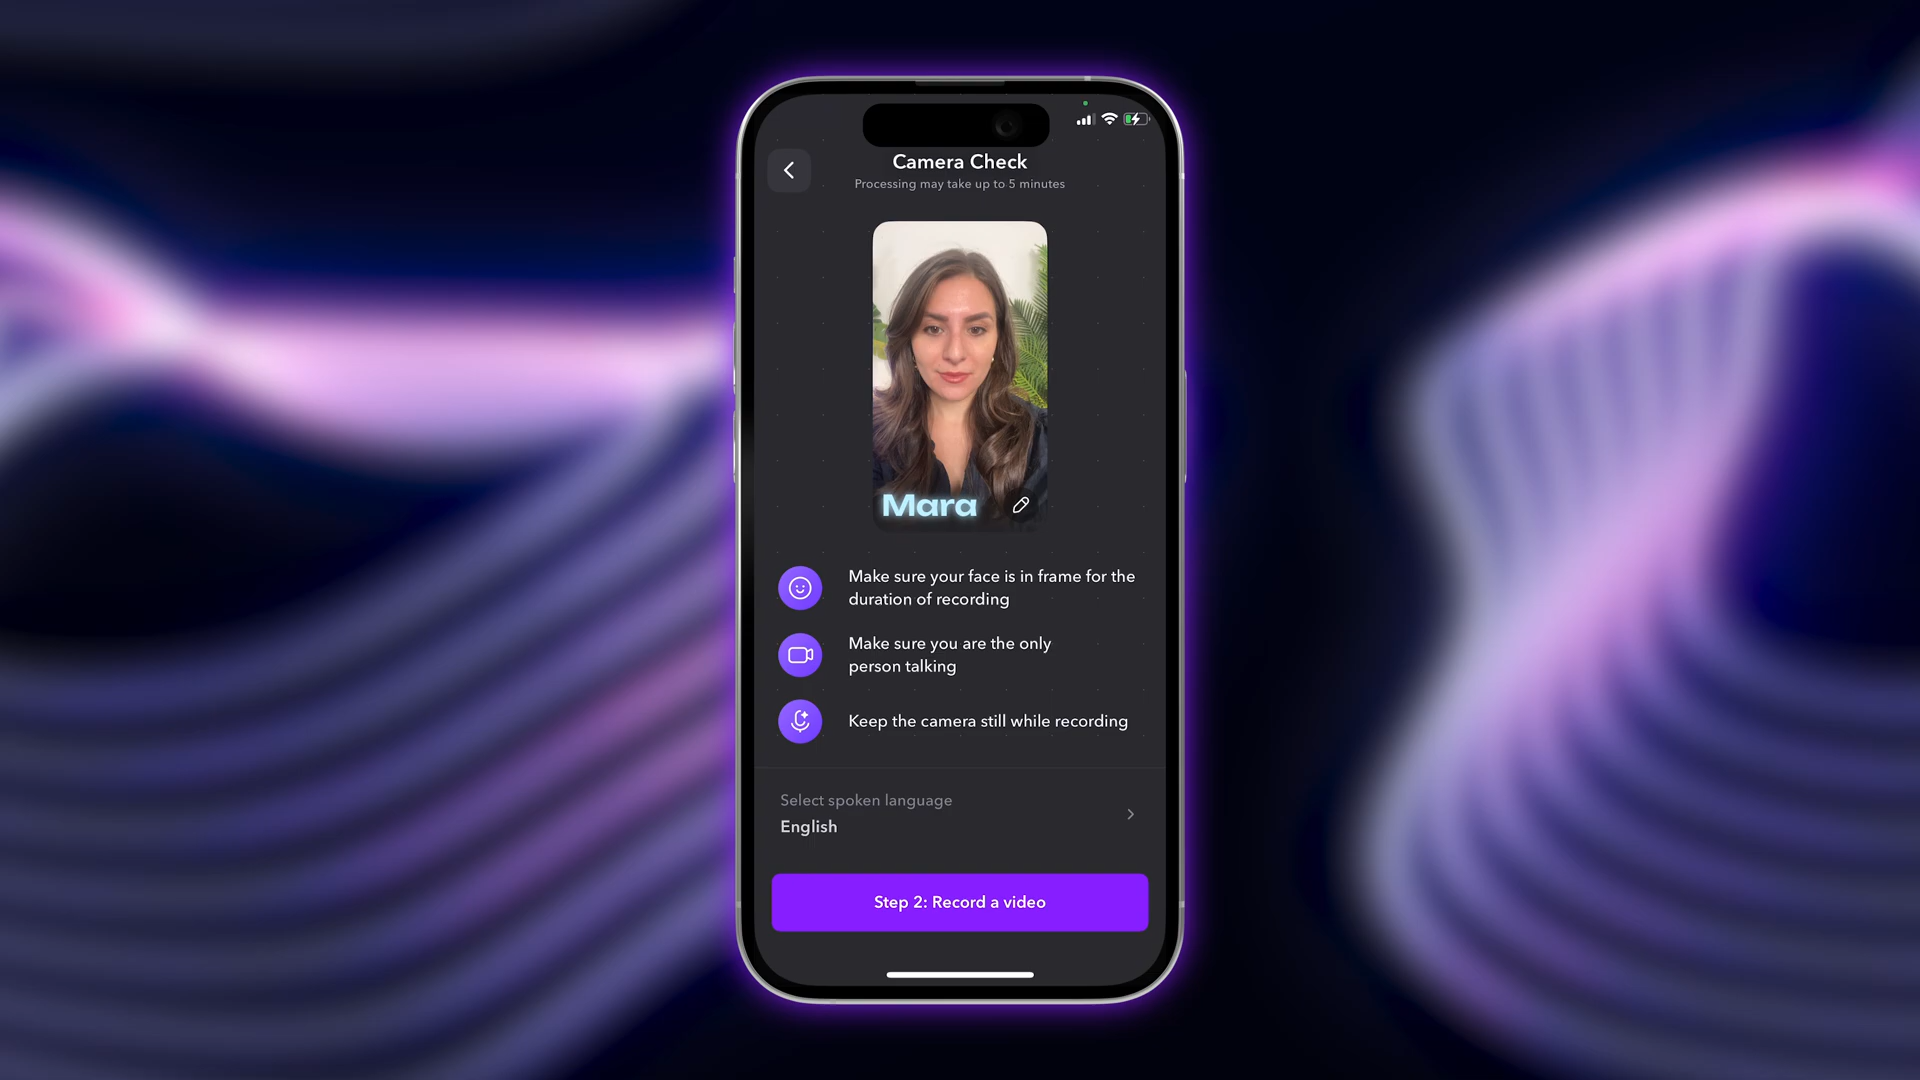 Camera Check
Processing may take up to 5 minutes
Mara
Make sure your face is in frame for the
duration of recording
Make sure you are the only
person talking
Keep the camera still while recording
Select spoken language
English
Step 2: Record a video